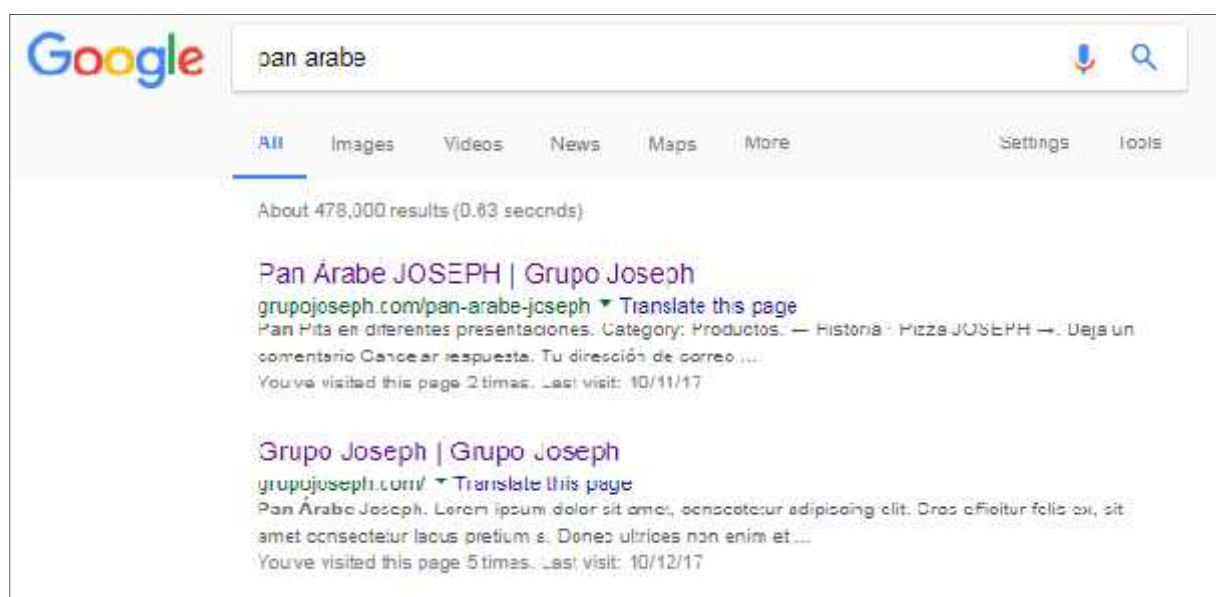 Google pan arabe
All Images Videos News Maps More Settings Tools
About 478,000 results (0.63 seconds)
Pan Árabe JOSEPH | Grupo Joseph
grupojoseph.com/pan-arabe-joseph ▼ Translate this page
Pan Pita en diferentes presentaciones. Category: Productos. ← Historia · Pizza JOSEPH →. Deja un
comentario Cancelar respuesta. Tu dirección de correo ...
You've visited this page 2 times. Last visit: 10/11/17
Grupo Joseph | Grupo Joseph
grupojoseph.com/ ▼ Translate this page
Pan Árabe Joseph. Lorem ipsum dolor sit amet, consectetur adipiscing elit. Cras efficitur felis ex, sit
amet consectetur lacus pretium a. Donec ultrices non enim et ...
You've visited this page 5 times. Last visit: 10/12/17